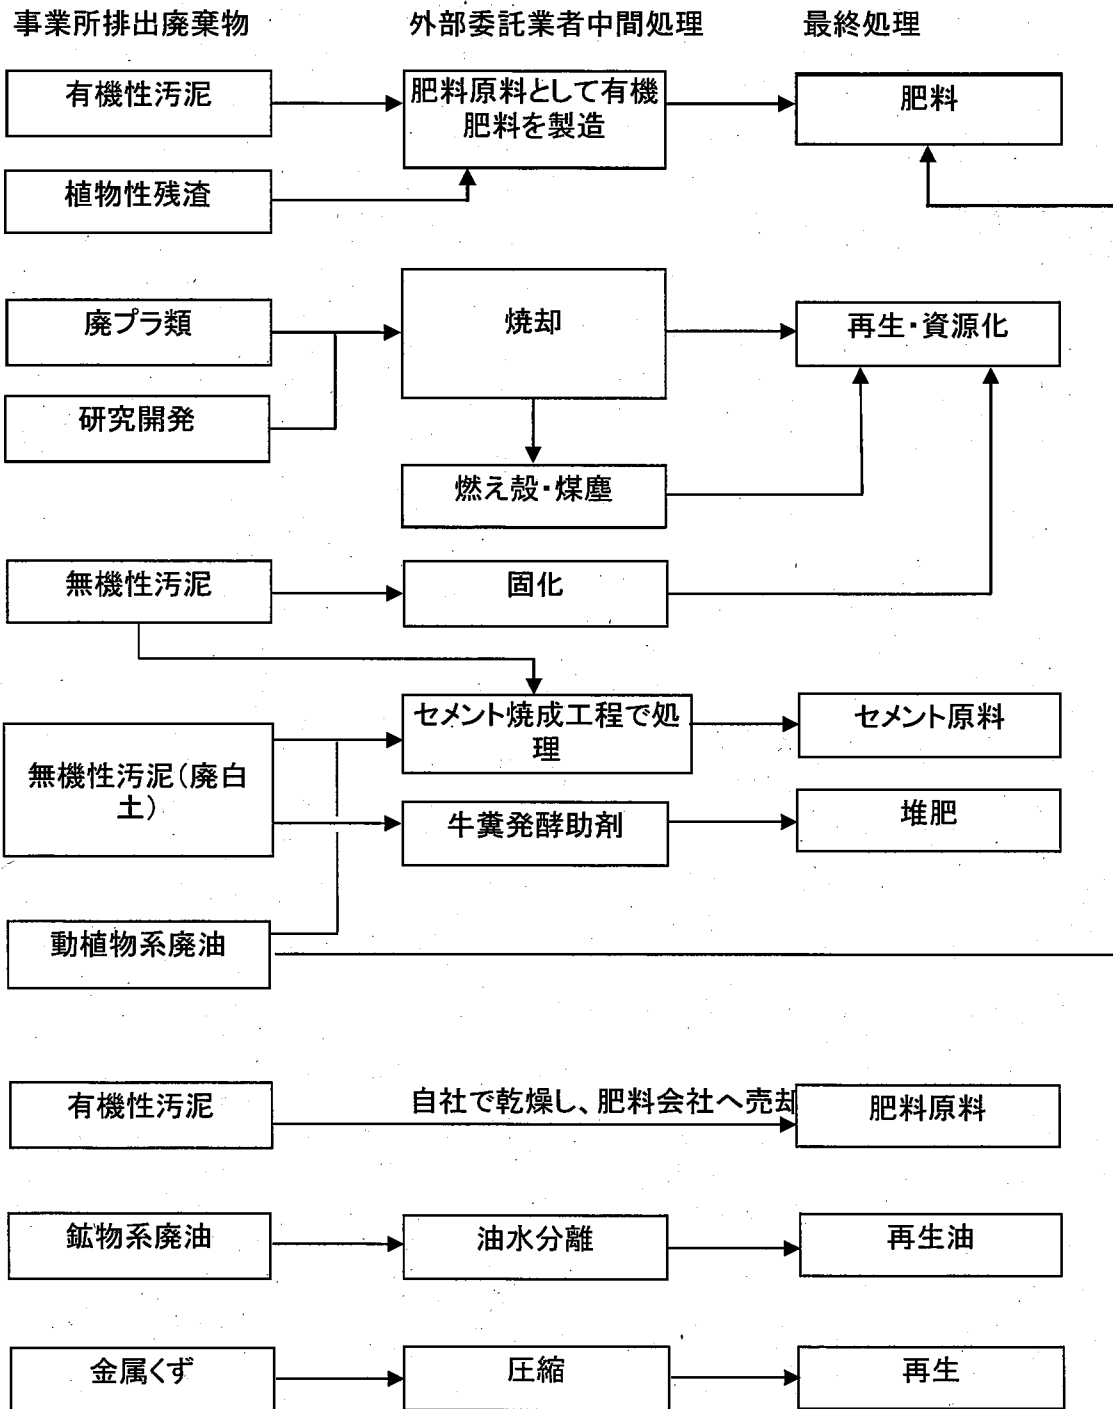 事業所排出廃棄物
外部委託業者中間処理
最終処理
有機性汚泥
肥料原料として有機
肥料を製造
肥料
植物性残渣
廃プラ類
焼却
再生・資源化
研究開発
燃え殻・煤塵
無機性汚泥
固化
セメント焼成工程で処
理
セメント原料
無機性汚泥(廃白
土)
牛糞発酵助剤
堆肥
動植物系廃油
有機性汚泥
自社で乾燥し、肥料会社へ売却
肥料原料
鉱物系廃油
油水分離
再生油
金属くず
圧縮
再生